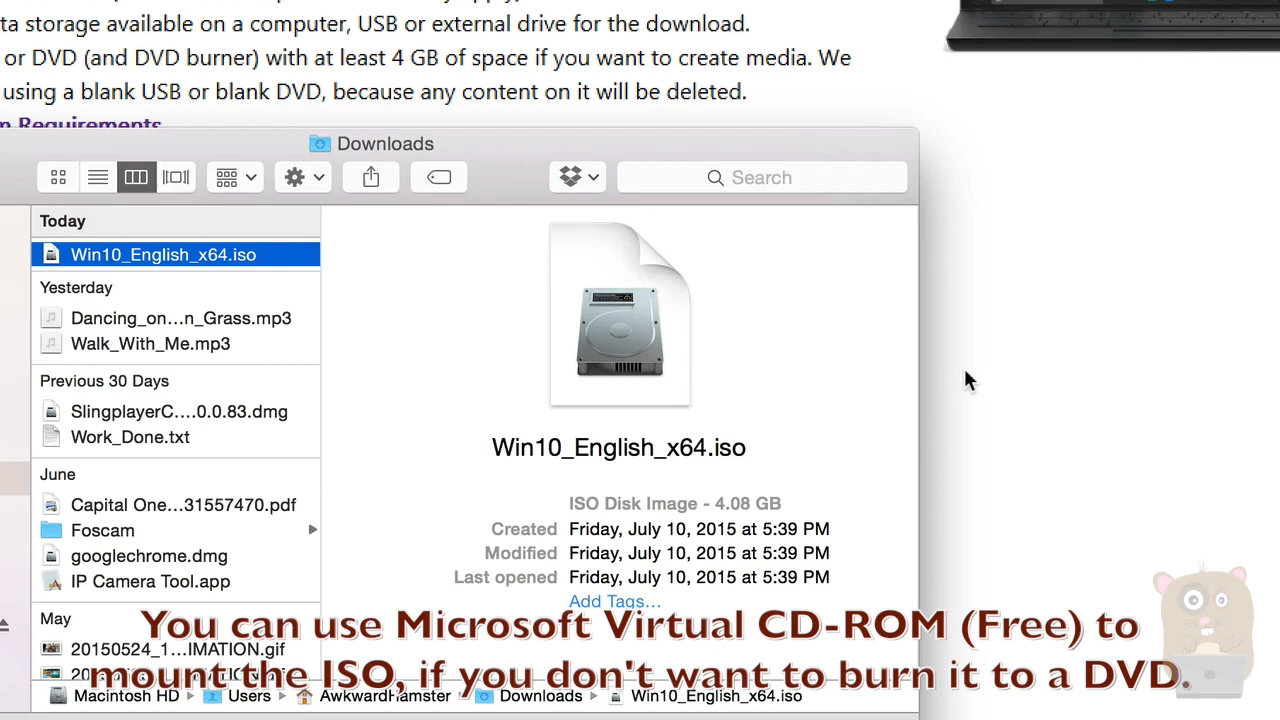 ta storage available on a computer, USB or external drive for the download.
or DVD (and DVD burner) with at least 4 GB of space if you want to create media. We
using a blank USB or blank DVD, because any content on it will be deleted.
Requirements
Downloads
Search
Today
Win10_English_x64.iso
Yesterday
Dancing_on...n_Grass.mp3
Walk_With_Me.mp3
Previous 30 Days
SlingplayerC....0.0.83.dmg
Work_Done.txt
June
Capital One...31557470.pdf
Foscam
googlechrome.dmg
IP Camera Tool.app
May
20150524_1...IMATION.gif
Win10_English_x64.iso
ISO Disk Image - 4.08 GB
Created Friday, July 10, 2015 at 5:39 PM
Modified Friday, July 10, 2015 at 5:39 PM
Last opened Friday, July 10, 2015 at 5:39 PM
Add Tags...
You can use Microsoft Virtual CD-ROM (Free) to
mount the ISO, if you don't want to burn it to a DVD.
Macintosh HD Users AwkwardHamster Downloads Win10_English_x64.iso